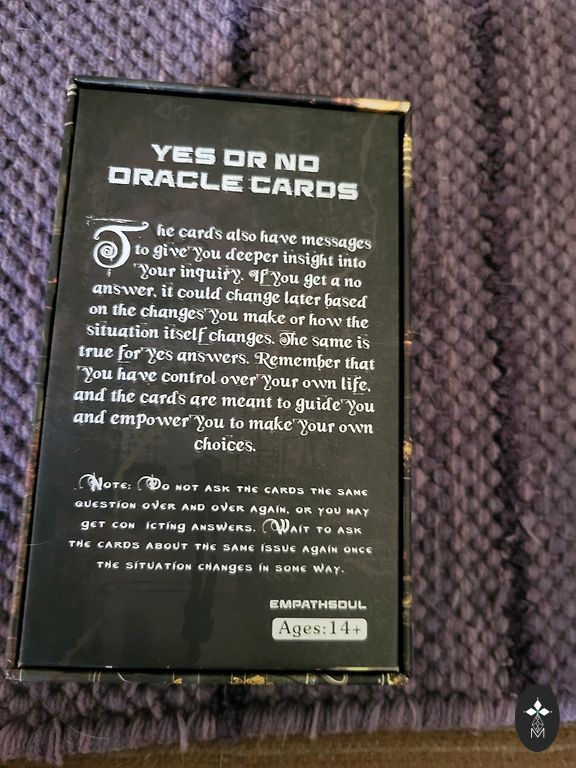 YES OR NO
ORACLE CARDS
The cards also have messages
to give you deeper insight into
your inquiry. If you get a no
answer, it could change later based
on the changes you make or how the
situation itself changes. The same is
true for yes answers. Remember that
you have control over your own life,
and the cards are meant to guide you
and empower you to make your own
choices.
Note: Do not ask the cards the same
question over and over again, or you may
get con icting answers. Wait to ask
the cards about the same issue again once
the situation changes in some way.
EMPATHSOUL
Ages:14+
M